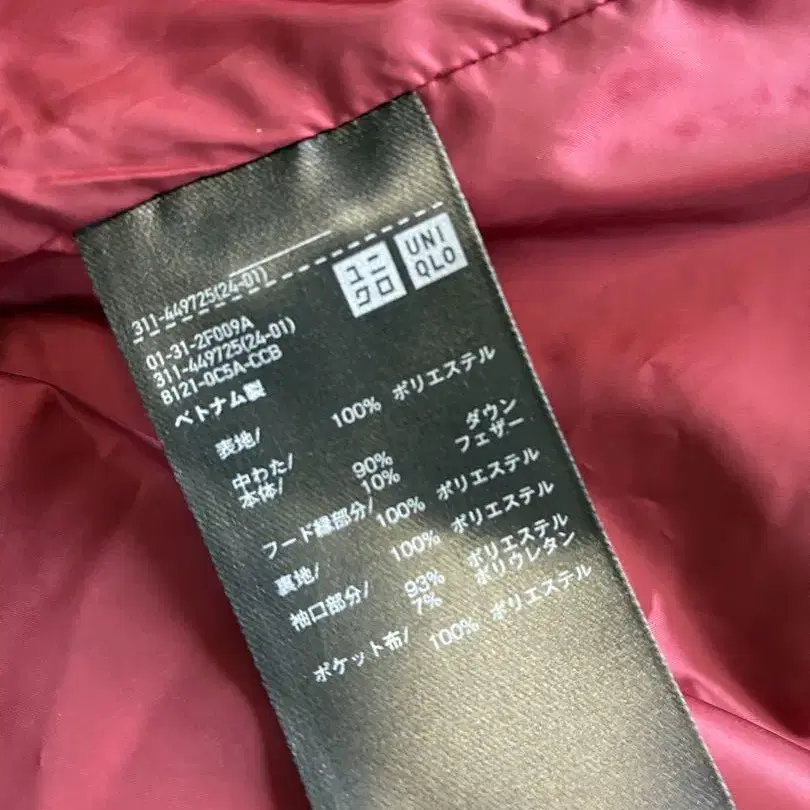 311-449725(24-01)
ユニ
クロ
UNI
QLO
01-31-2F009A
311-449725(24-01)
B121-0C5A-CCB
ベトナム製
表地/ 100% ポリエステル
中わた/
本体/ 90% ダウン
10% フェザー
フード縁部分/ 100% ポリエステル
裏地/ 100% ポリエステル
袖口部分/ 93% ポリエステル
7% ポリウレタン
ポケット布/ 100% ポリエステル